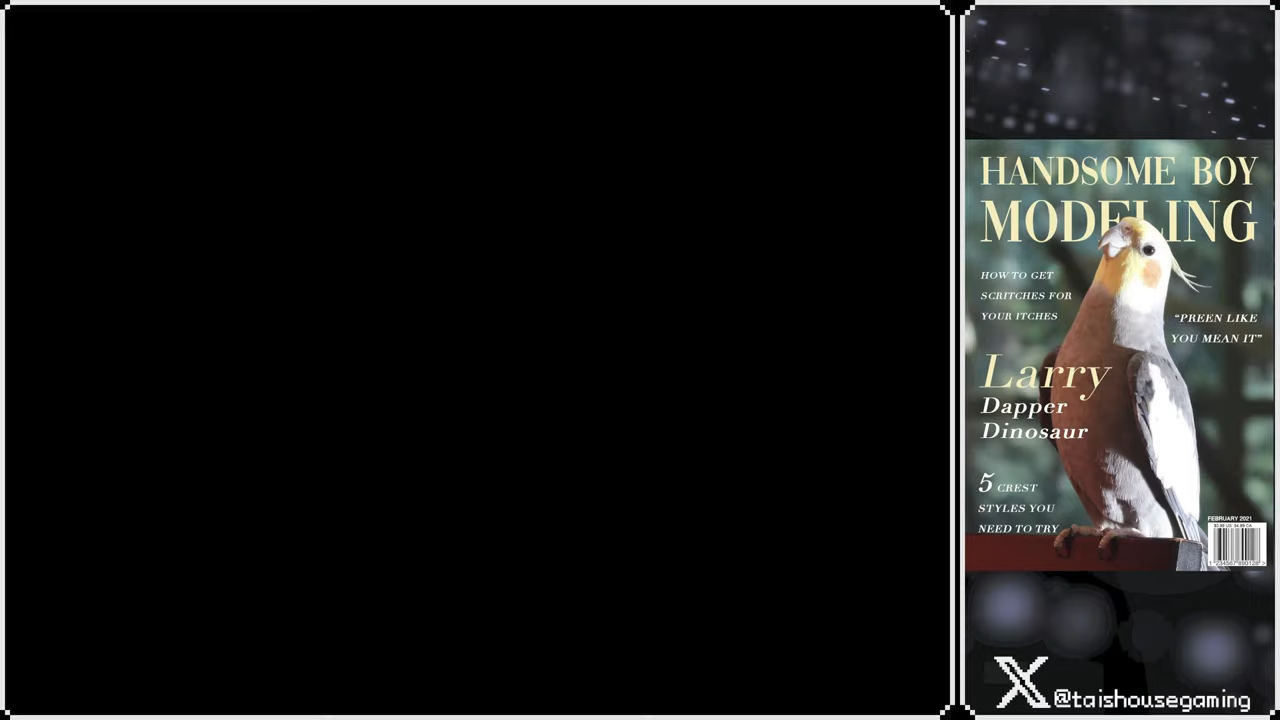 HANDSOME BOY
MODELING
HOW TO GET
SCRITCHES FOR
YOUR ITCHES
"PREEN LIKE
YOU MEAN IT"
Larry
Dapper
Dinosaur
5 CREST
STYLES YOU
NEED TO TRY
FEBRUARY 2021
X @taishousegaming